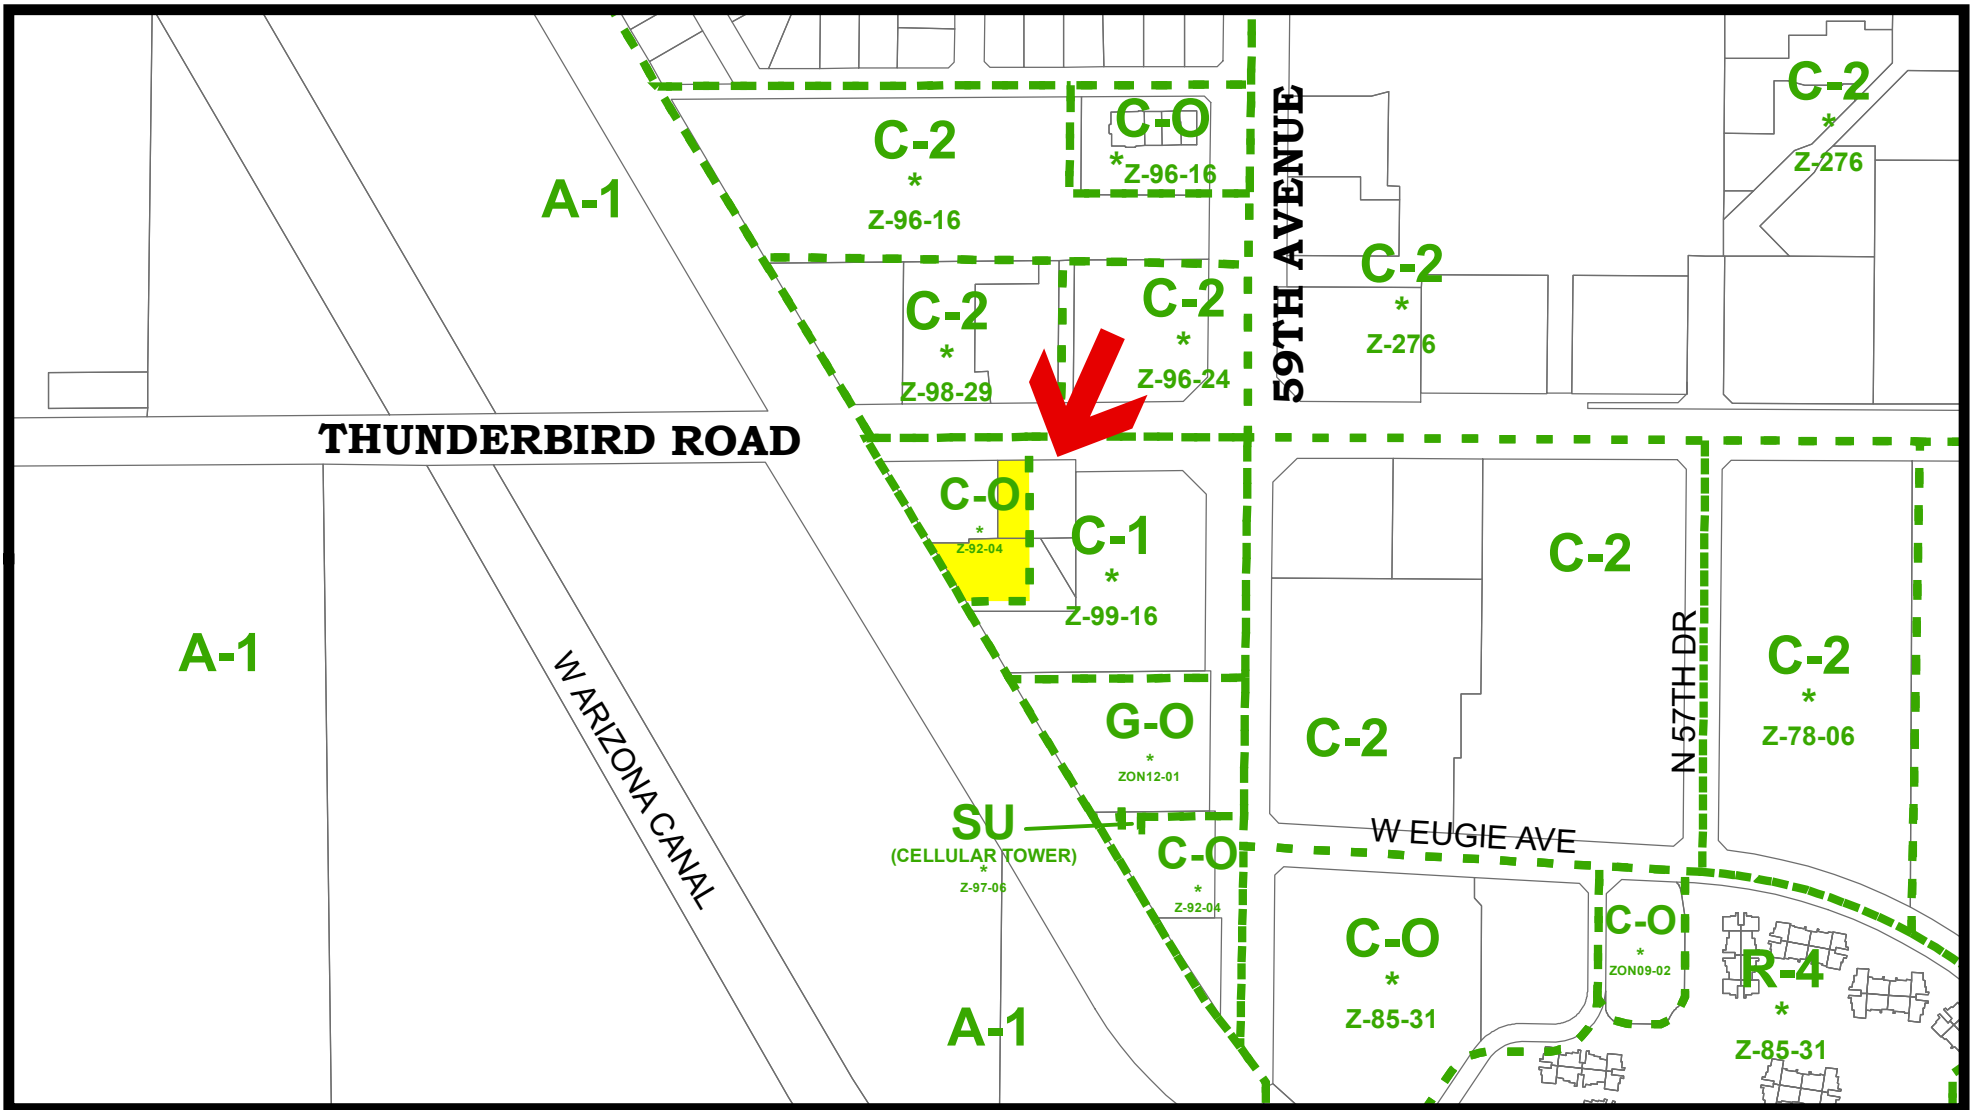 C-2
*
Z-276
C-O
*
Z-96-16
C-2
*
Z-96-16
A-1
59TH AVENUE
C-2
*
Z-276
C-2
*
Z-96-24
C-2
*
Z-98-29
THUNDERBIRD ROAD
C-O
*
Z-92-04
C-1
*
Z-99-16
C-2
A-1
W ARIZONA CANAL
N 57TH DR
C-2
*
Z-78-06
G-O
*
ZON12-01
C-2
SU
(CELLULAR TOWER)
*
Z-97-06
W EUGIE AVE
C-O
*
Z-92-04
C-O
*
Z-85-31
C-O
*
ZON09-02
R-4
*
Z-85-31
A-1